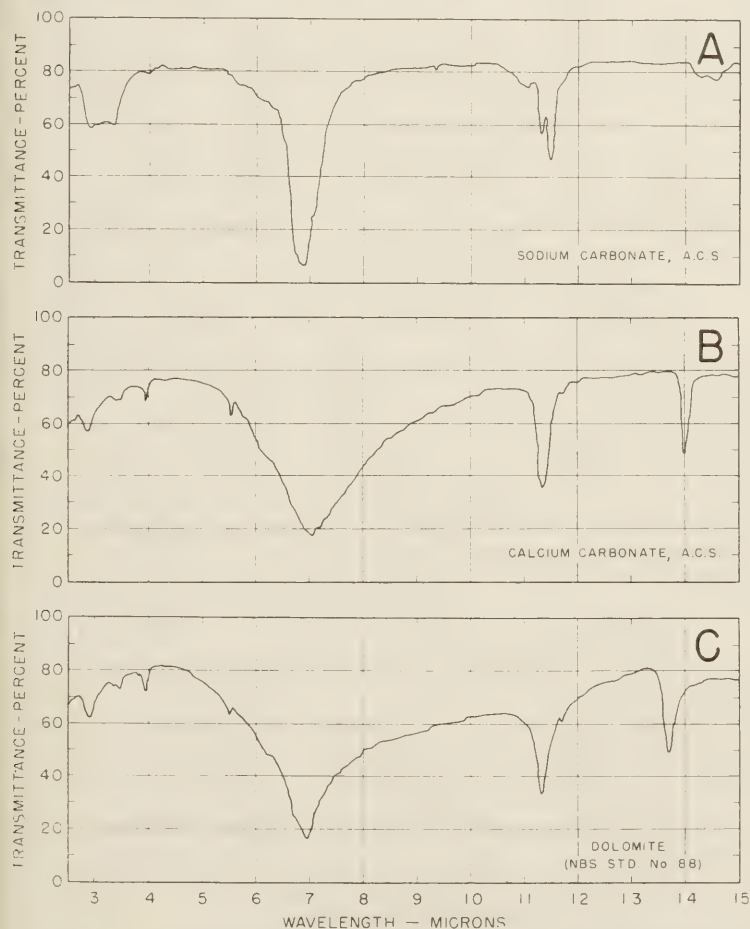 TRANSMITTANCE - PERCENT
100
80
60
40
20
0
A
SODIUM CARBONATE, A.C.S
TRANSMITTANCE - PERCENT
100
80
60
40
20
0
B
CALCIUM CARBONATE, A.C.S.
TRANSMITTANCE - PERCENT
100
80
60
40
20
0
C
DOLOMITE
(NBS STD. No 88)
3 4 5 6 7 8 9 10 11 12 13 14 15
WAVELENGTH — MICRONS